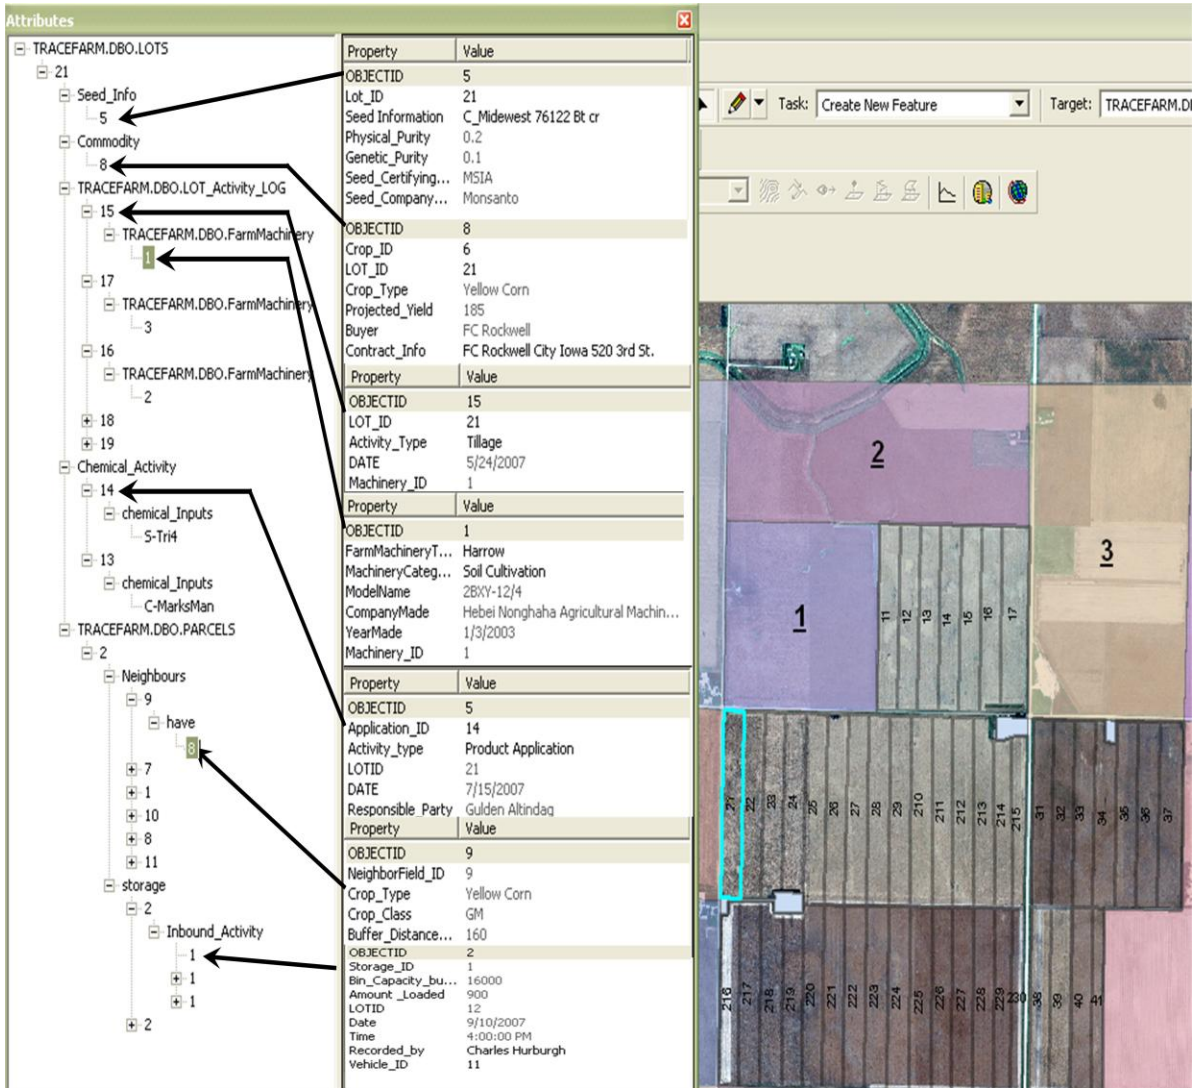 Attributes
TRACEFARM.DBO.LOTS
21
Seed_Info
5
Commodity
8
TRACEFARM.DBO.LOT_Activity_LOG
15
TRACEFARM.DBO.FarmMachinery
1
17
TRACEFARM.DBO.FarmMachinery
3
16
TRACEFARM.DBO.FarmMachinery
2
18
19
Chemical_Activity
14
chemical_Inputs
S-Tri4
13
chemical_Inputs
C-MarksMan
TRACEFARM.DBO.PARCELS
2
Neighbours
9
have
8
7
1
10
8
11
storage
2
Inbound_Activity
1
1
1
2
Property Value
OBJECTID 5
Lot_ID 21
Seed Information C_Midwest 76122 Bt cr
Physical_Purity 0.2
Genetic_Purity 0.1
Seed_Certifying... MSIA
Seed_Company... Monsanto
OBJECTID 8
Crop_ID 6
LOT_ID 21
Crop_Type Yellow Corn
Projected_Yield 185
Buyer FC Rockwell
Contract_Info FC Rockwell City Iowa 520 3rd St.
Property Value
OBJECTID 15
LOT_ID 21
Activity_Type Tillage
DATE 5/24/2007
Machinery_ID 1
Property Value
OBJECTID 1
FarmMachineryT... Harrow
MachineryCateg... Soil Cultivation
ModelName 2BXY-12/4
CompanyMade Hebei Nonghaha Agricultural Machin...
YearMade 1/3/2003
Machinery_ID 1
Property Value
OBJECTID 5
Application_ID 14
Activity_type Product Application
LOTID 21
DATE 7/15/2007
Responsible_Party Gulden Altindag
Property Value
OBJECTID 9
NeighborField_ID 9
Crop_Type Yellow Corn
Crop_Class GM
Buffer_Distance... 160
OBJECTID 2
Storage_ID 1
Bin_Capacity_bu... 16000
Amount _Loaded 900
LOTID 12
Date 9/10/2007
Time 4:00:00 PM
Recorded_by Charles Hurburgh
Vehicle_ID 11
Task: Create New Feature Target: TRACEFARM.D
2
3
1
11 12 13 14 15 16 17
21 22 23 24 25 26 27 28 29 210 211 212 213 214 215 31 32 33 34 35 36 37
216 217 218 219 220 221 222 223 224 225 226 227 228 229 230 38 39 40 41